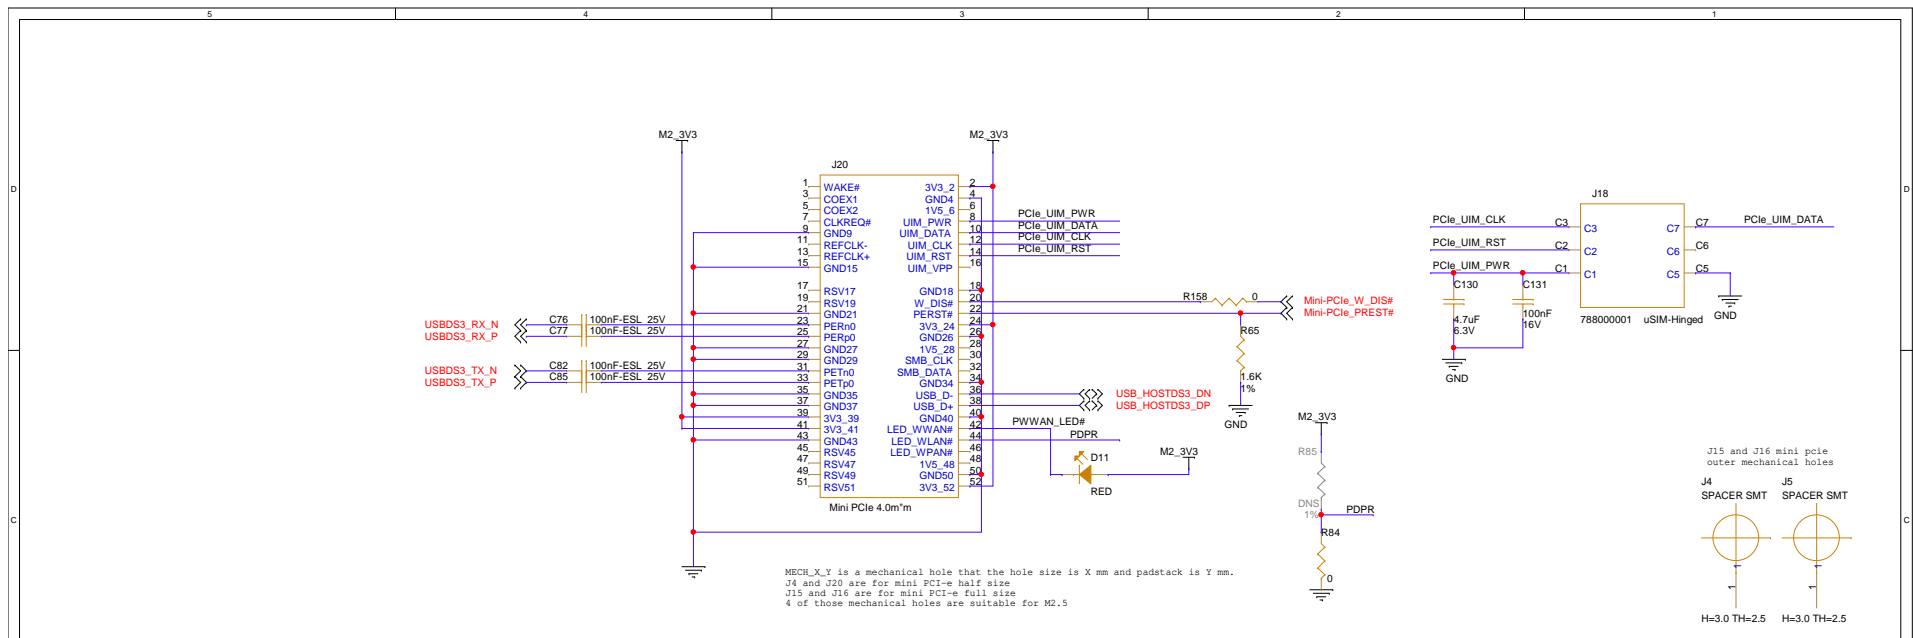 5 4 3 2 1
D D
C C
M2_3V3
M2_3V3
J20
1 WAKE# 3V3_2 2
3 COEX1 GND4 4
5 COEX2 1V5_6 6
7 CLKREQ# UIM_PWR 8 PCIe_UIM_PWR
9 GND9 UIM_DATA 10 PCIe_UIM_DATA
11 REFCLK- UIM_CLK 12 PCIe_UIM_CLK
13 REFCLK+ UIM_RST 14 PCIe_UIM_RST
15 GND15 UIM_VPP 16
17 RSV17 GND18 18
19 RSV19 W_DIS# 20 R158 0 Mini-PCIe_W_DIS#
21 GND21 PERST# 22 Mini-PCIe_PREST#
USBDS3_RX_N C76 100nF-ESL 25V 23 PERn0 3V3_24 24
USBDS3_RX_P C77 100nF-ESL 25V 25 PERp0 GND26 26
27 GND27 1V5_28 28
29 GND29 SMB_CLK 30
USBDS3_TX_N C82 100nF-ESL 25V 31 PETn0 SMB_DATA 32
USBDS3_TX_P C85 100nF-ESL 25V 33 PETp0 GND34 34
35 GND35 USB_D- 36 USB_HOSTDS3_DN
37 GND37 USB_D+ 38 USB_HOSTDS3_DP
39 3V3_39 GND40 40
41 3V3_41 LED_WWAN# 42 PWWAN_LED#
43 GND43 LED_WLAN# 44 PDPR
45 RSV45 LED_WPAN# 46
47 RSV47 1V5_48 48
49 RSV49 GND50 50
51 RSV51 3V3_52 52
Mini PCIe 4.0m"m
R65
1.6K
1%
GND
D11
RED
M2_3V3
M2_3V3
R85
DNS
1%
PDPR
R84
0
J18
PCIe_UIM_CLK C3 C3 C7 C7 PCIe_UIM_DATA
PCIe_UIM_RST C2 C2 C6 C6
PCIe_UIM_PWR C1 C1 C5 C5
C130
4.7uF
6.3V
C131
100nF
16V
GND
GND
788000001 uSIM-Hinged
J15 and J16 mini pcie
outer mechanical holes
J4 J5
SPACER SMT SPACER SMT
1 1
1 1
H=3.0 TH=2.5 H=3.0 TH=2.5
MECH_X_Y is a mechanical hole that the hole size is X mm and padstack is Y mm.
J4 and J20 are for mini PCI-e half size
J15 and J16 are for mini PCI-e full size
4 of those mechanical holes are suitable for M2.5